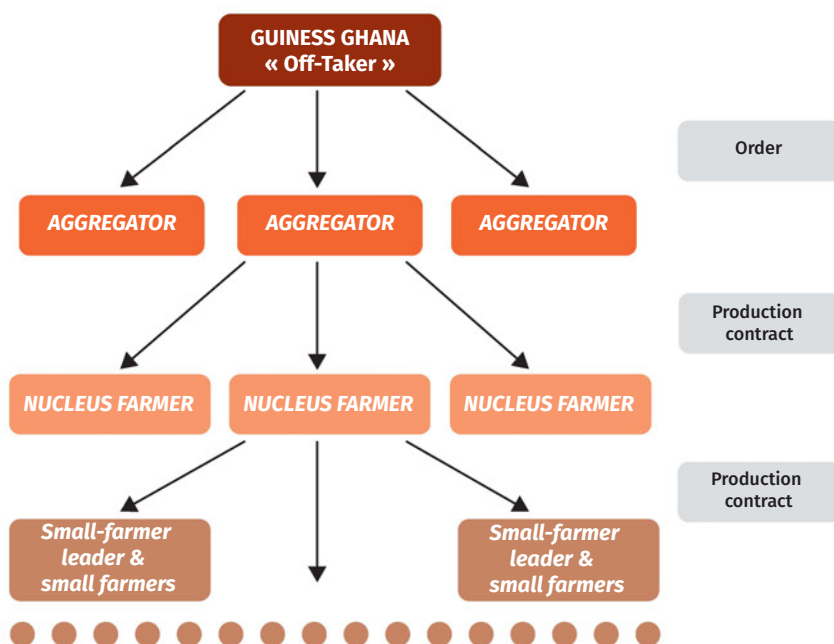 GUINESS GHANA
« Off-Taker »
Order
AGGREGATOR
AGGREGATOR
AGGREGATOR
Production
contract
NUCLEUS FARMER
NUCLEUS FARMER
NUCLEUS FARMER
Production
contract
Small-farmer
leader &
small farmers
Small-farmer
leader &
small farmers